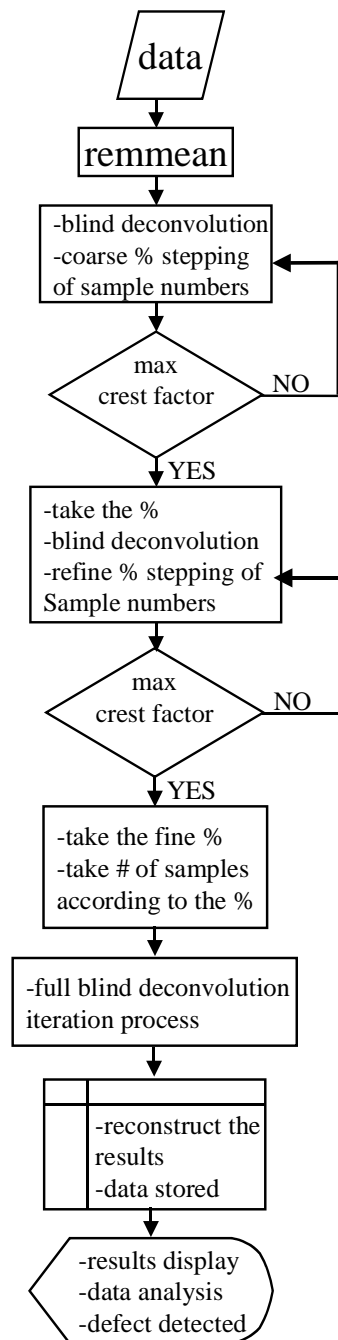 data
remmean
-blind deconvolution
-coarse % stepping
of sample numbers
max
crest factor
NO
YES
-take the %
-blind deconvolution
-refine % stepping of
Sample numbers
max
crest factor
NO
YES
-take the fine %
-take # of samples
according to the %
-full blind deconvolution
iteration process
-reconstruct the
results
-data stored
-results display
-data analysis
-defect detected